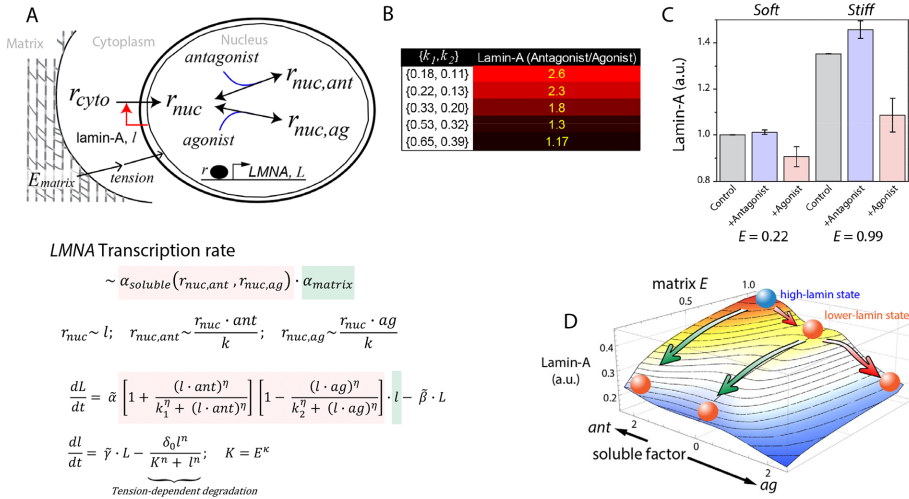 A
Matrix
Cytoplasm
Nucleus
antagonist
r_nuc,ant
r_cyto
r_nuc
agonist
r_nuc,ag
lamin-A, l
r
LMNA, L
E_matrix
tension
B
{k_1, k_2} Lamin-A (Antagonist/Agonist)
{0.18, 0.11} 2.6
{0.22, 0.13} 2.3
{0.33, 0.20} 1.8
{0.53, 0.32} 1.3
{0.65, 0.39} 1.17
C
Soft Stiff
Lamin-A (a.u.)
1.4
1.2
1.0
0.8
Control
+Antagonist
+Agonist
Control
+Antagonist
+Agonist
E = 0.22 E = 0.99
LMNA Transcription rate
~ α_soluble(r_nuc,ant , r_nuc,ag) · α_matrix
r_nuc ~ l; r_nuc,ant ~ (r_nuc · ant)/k ; r_nuc,ag ~ (r_nuc · ag)/k
dL/dt = α̃ [1 + (l · ant)^η/(k_1^η + (l · ant)^η)] [1 − (l · ag)^η/(k_2^η + (l · ag)^η)] · l − β̃ · L
dl/dt = γ̃ · L − δ_0 l^n/(K^n + l^n); K = E^κ
Tension-dependent degradation
D
matrix E
1.0
0.5
high-lamin state
lower-lamin state
Lamin-A
(a.u.)
0.4
0.3
0.2
ant
2
0
2
soluble factor
ag